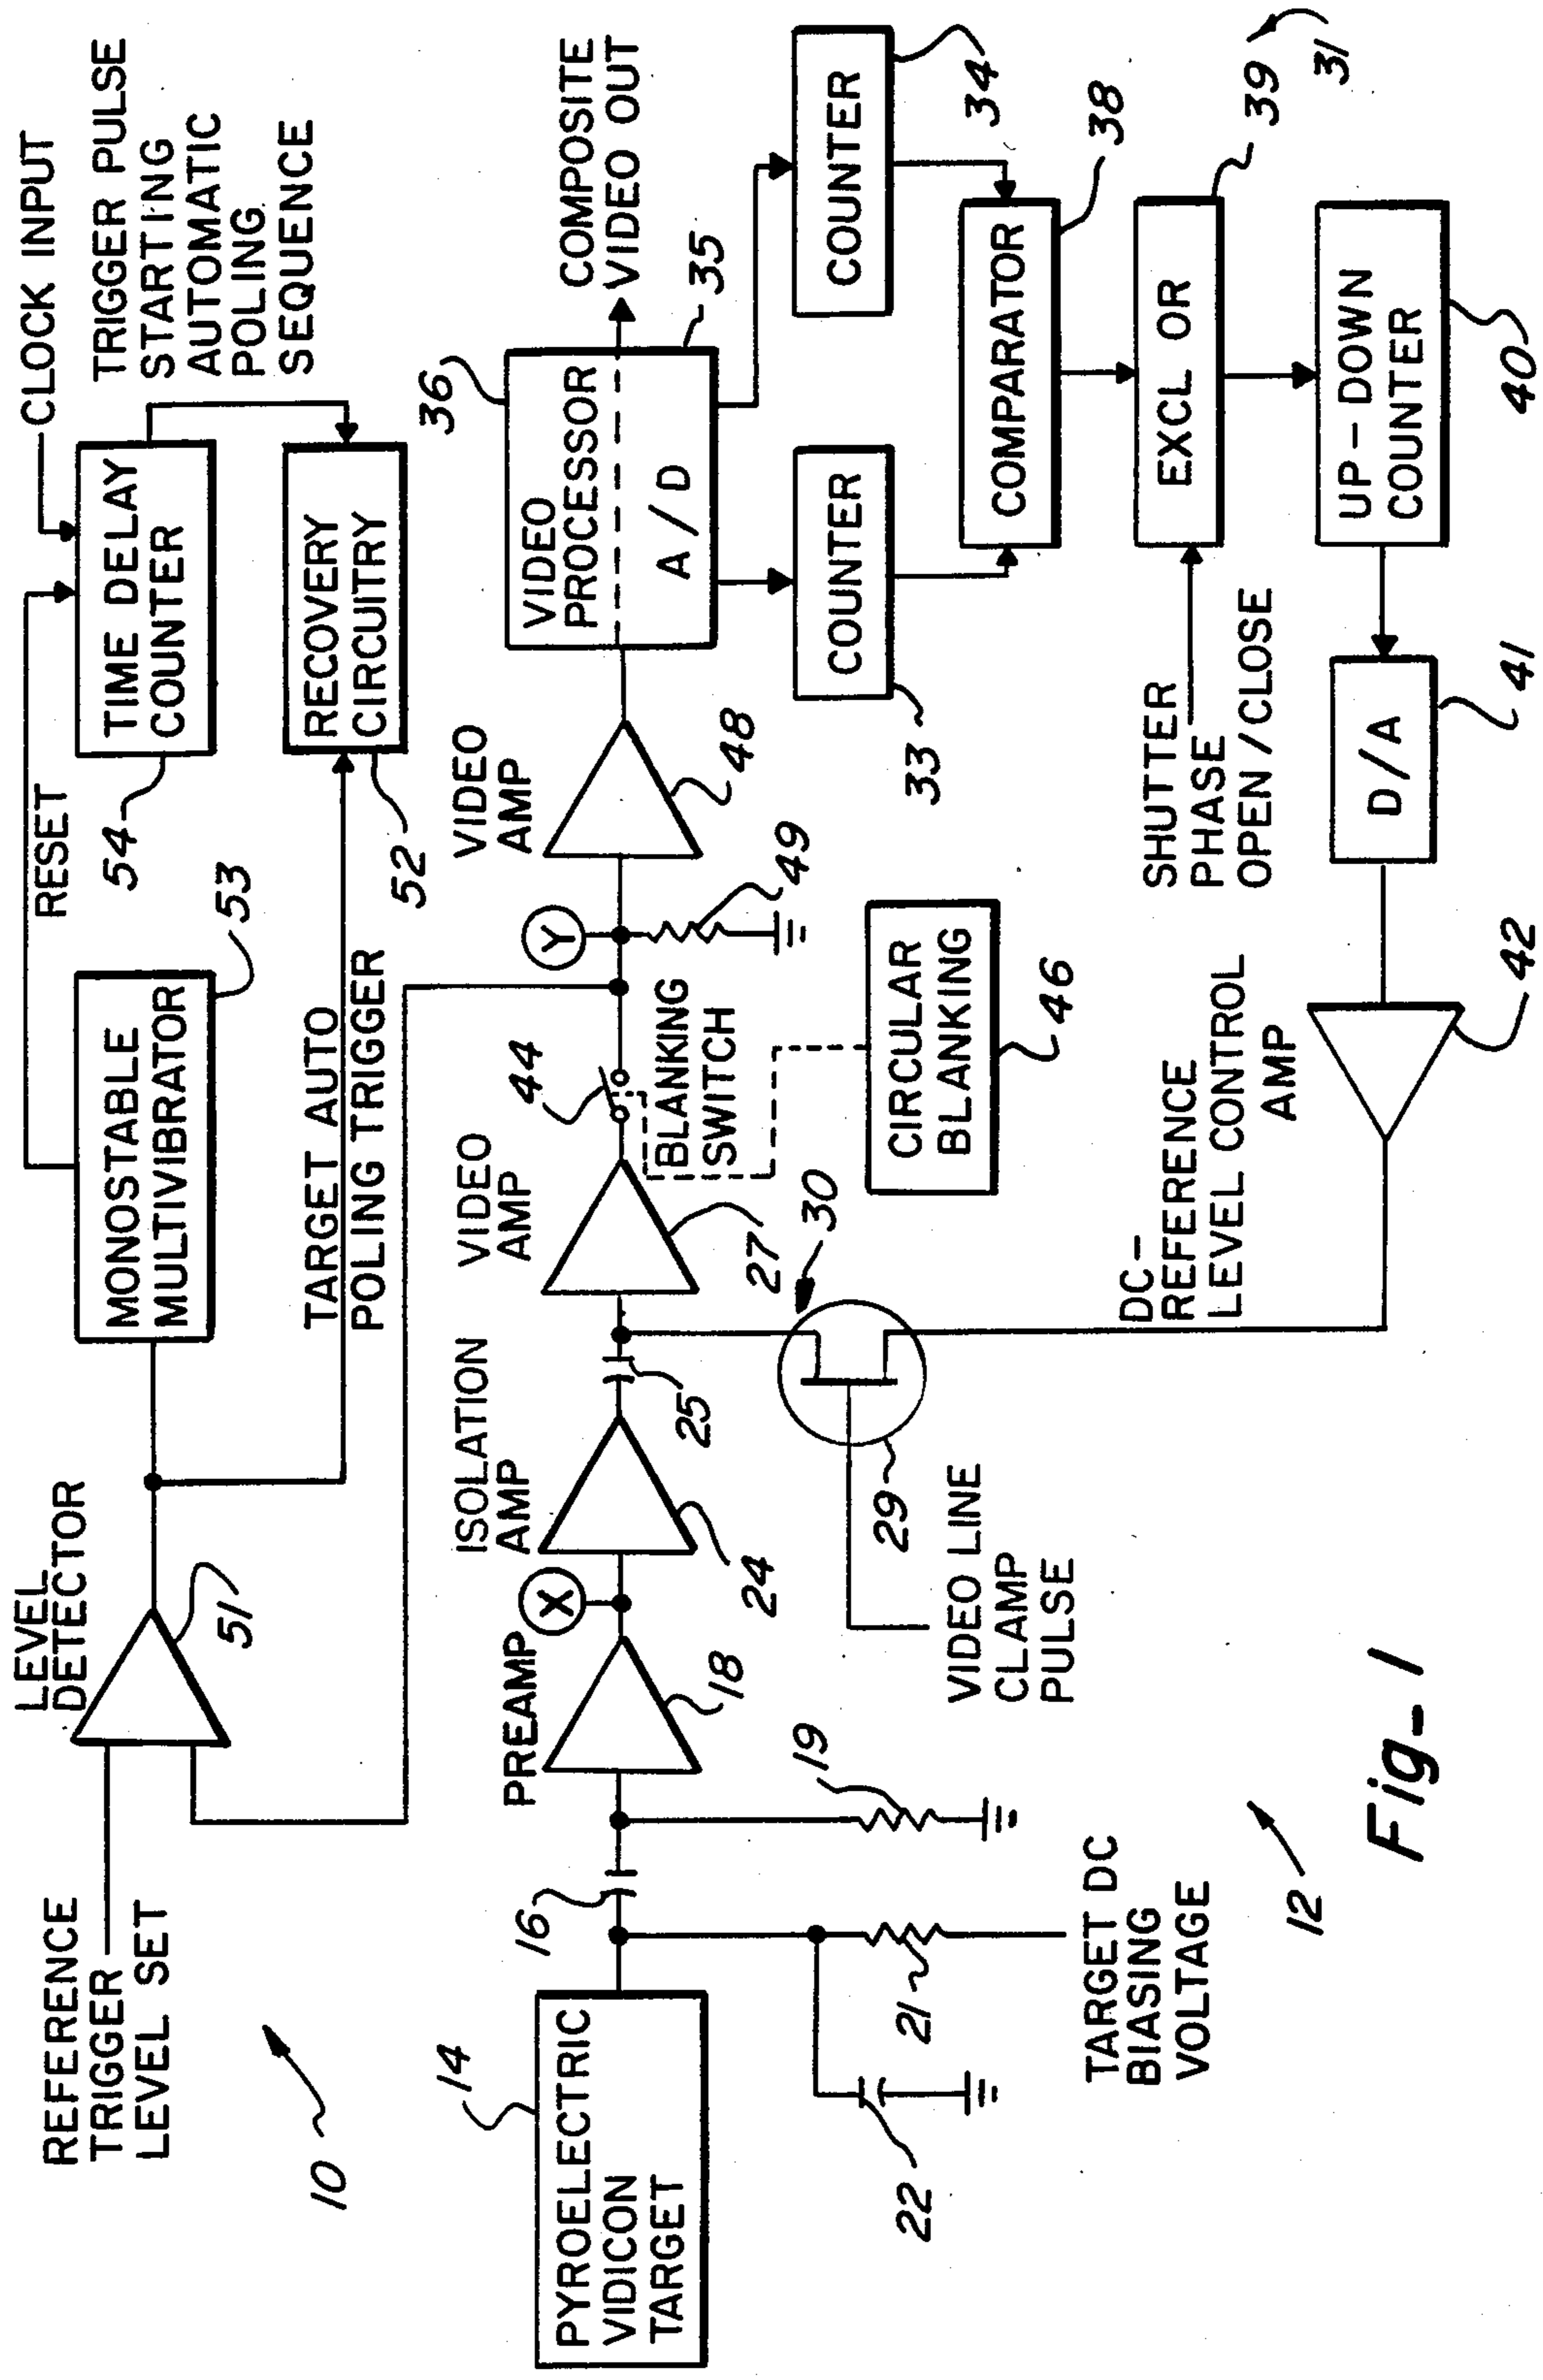 REFERENCE
TRIGGER
LEVEL SET
LEVEL
DETECTOR
51
MONOSTABLE
MULTIVIBRATOR
53
RESET
CLOCK INPUT
TIME DELAY
COUNTER
54
TRIGGER PULSE
STARTING
AUTOMATIC
POLING
SEQUENCE
TARGET AUTO
POLING TRIGGER
RECOVERY
CIRCUITRY
52
10
14
PYROELECTRIC
VIDICON
TARGET
16
PREAMP
18
X
ISOLATION
AMP
24
25
VIDEO
AMP
27
44
BLANKING
SWITCH
Y
49
VIDEO
AMP
48
36
VIDEO
PROCESSOR
A/D
35
COMPOSITE
VIDEO OUT
22
21
19
TARGET DC
BIASING
VOLTAGE
12
VIDEO LINE
CLAMP
PULSE
29
30
CIRCULAR
BLANKING
46
COUNTER
33
COUNTER
34
COMPARATOR
38
SHUTTER
PHASE
OPEN/CLOSE
EXCL OR
39
31
UP-DOWN
COUNTER
40
D/A
41
DC-
REFERENCE
LEVEL CONTROL
AMP
42
Fig-1